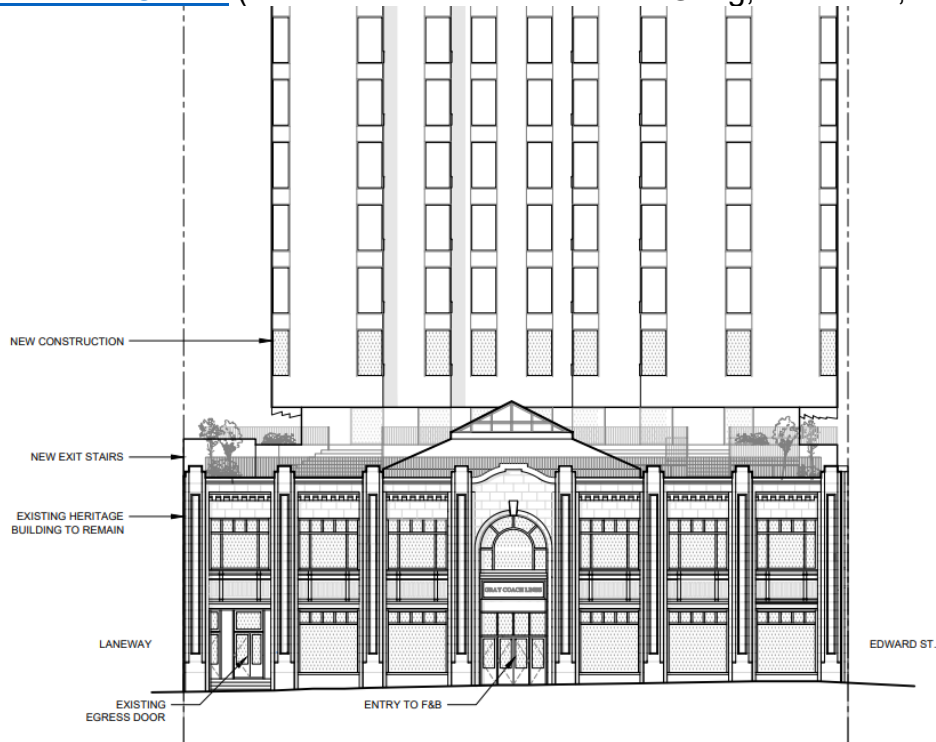 NEW CONSTRUCTION
NEW EXIT STAIRS
EXISTING HERITAGE
BUILDING TO REMAIN
GRAY COACH LINES
LANEWAY
EDWARD ST.
EXISTING
EGRESS DOOR
ENTRY TO F&B